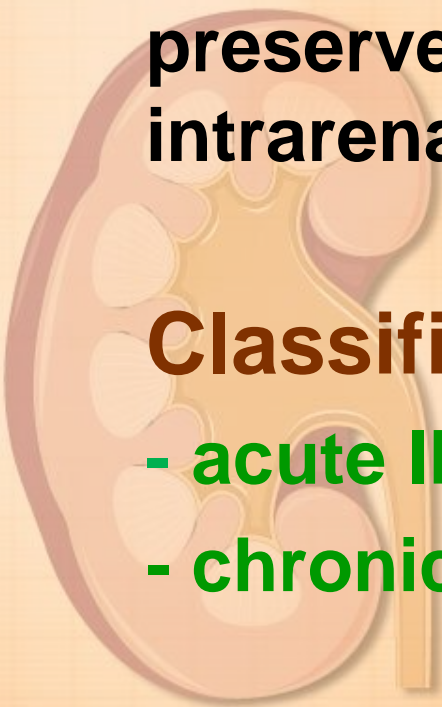 preserve
intrarena
Classifi
- acute I
- chronic